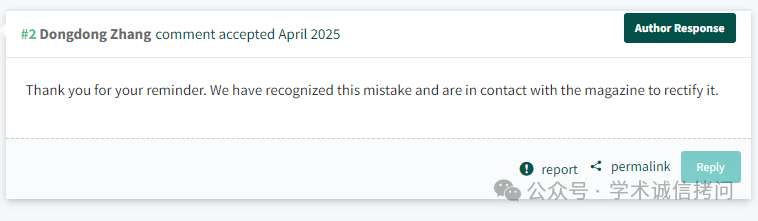 #2 Dongdong Zhang comment accepted April 2025
Author Response
Thank you for your reminder. We have recognized this mistake and are in contact with the magazine to rectify it.
report
permalink
Reply
公众号 · 学术诚信拷问